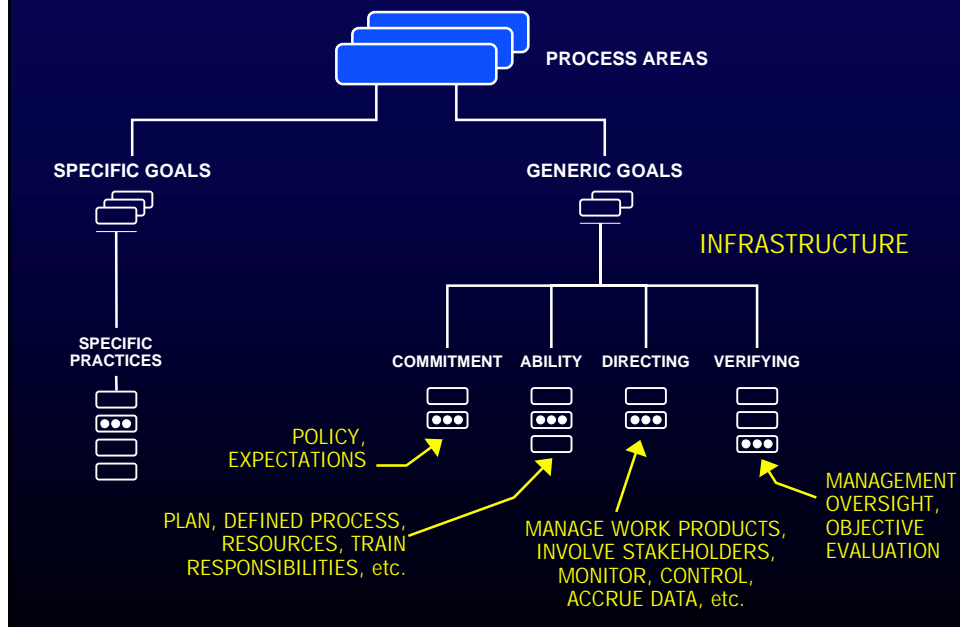 PROCESS AREAS
SPECIFIC GOALS
GENERIC GOALS
INFRASTRUCTURE
SPECIFIC
PRACTICES
COMMITMENT
ABILITY
DIRECTING
VERIFYING
POLICY,
EXPECTATIONS
PLAN, DEFINED PROCESS,
RESOURCES, TRAIN
RESPONSIBILITIES, etc.
MANAGE WORK PRODUCTS,
INVOLVE STAKEHOLDERS,
MONITOR, CONTROL,
ACCRUE DATA, etc.
MANAGEMENT
OVERSIGHT,
OBJECTIVE
EVALUATION